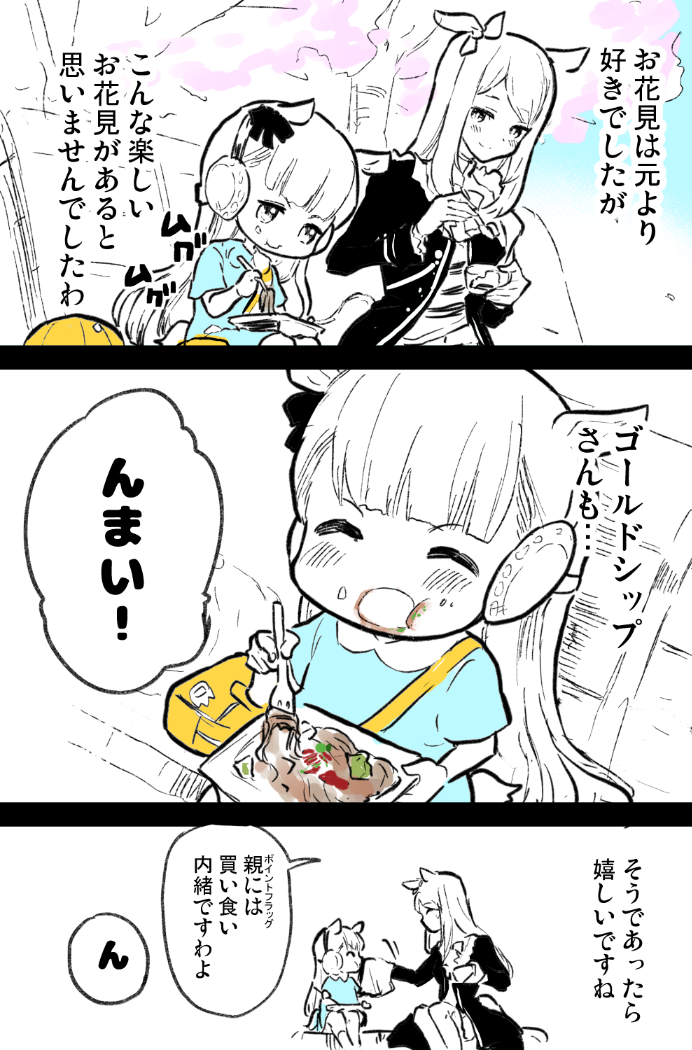 お花見は元より
好きでしたが
こんな楽しい
お花見があると
思いませんでしたわ
ムグ
ムグ
ゴールドシップ
さんも…
んまい!
そうであったら
嬉しいですね
ポイントフラッグ
親には
買い食い
内緒ですわよ
ん